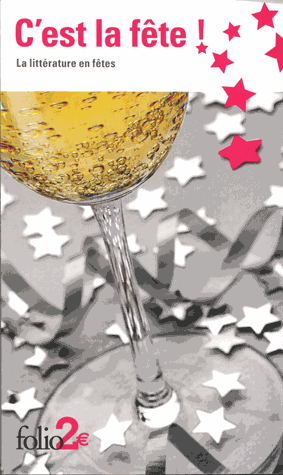 C'est la fête !
La littérature en fêtes
folio2€